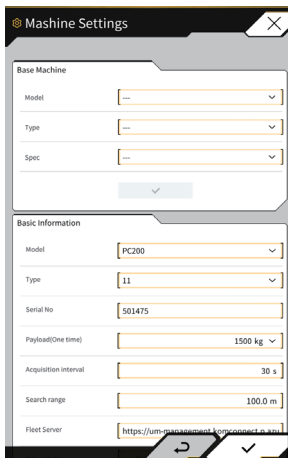 Mashine Settings
Base Machine
Model ---
Type ---
Spec ---
Basic Information
Model PC200
Type 11
Serial No 501475
Payload(One time) 1500 kg
Acquisition interval 30 s
Search range 100.0 m
Fleet Server https://um-management.komconnect.p.azu